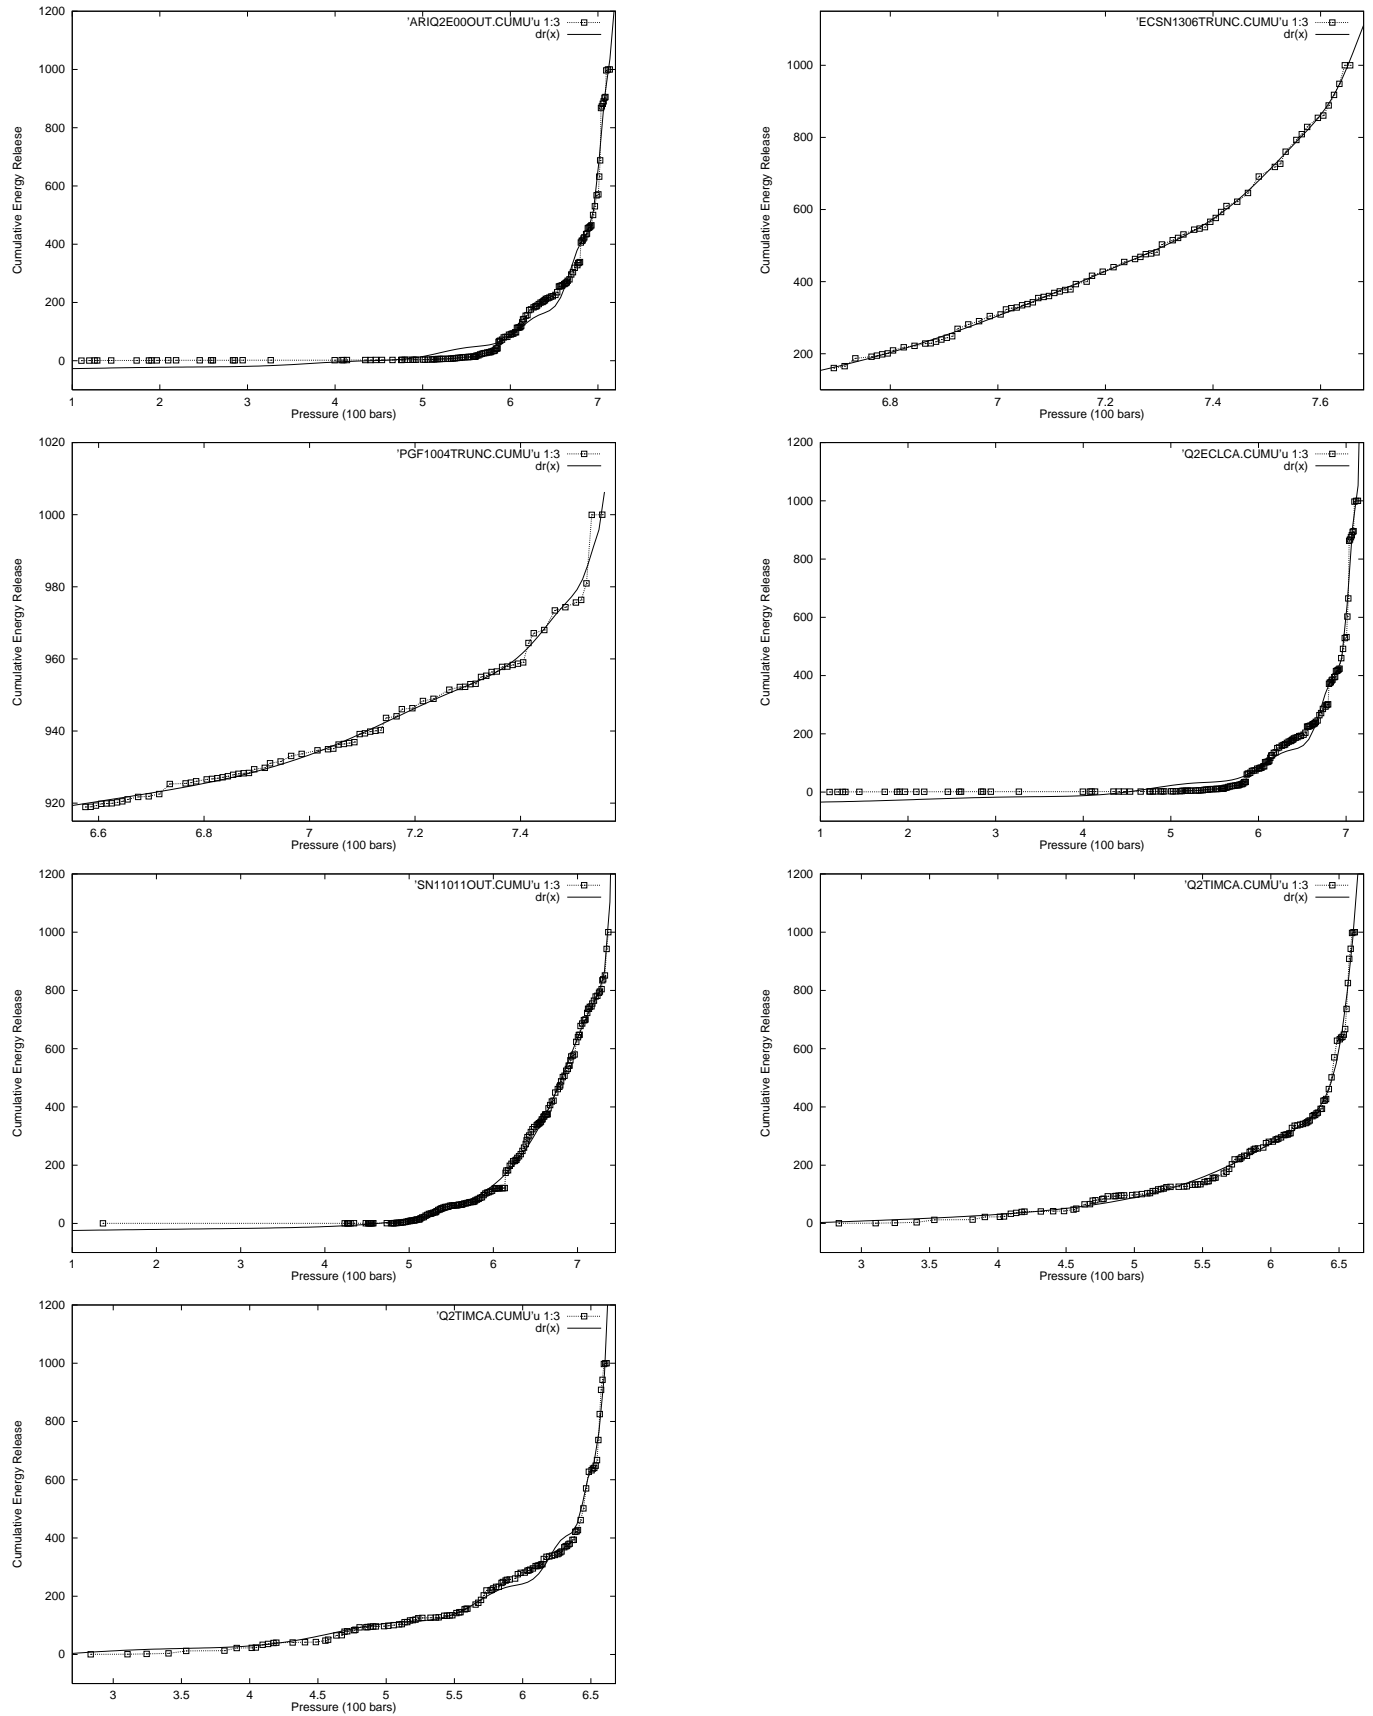 1200
1000
800
600
400
200
0
Cumulative Energy Relaese
'ARIQ2E00OUT.CUMU'u 1:3
dr(x)
1 2 3 4 5 6 7
Pressure (100 bars)
1000
800
600
400
200
Cumulative Energy Release
'ECSN1306TRUNC.CUMU'u 1:3
dr(x)
6.8 7 7.2 7.4 7.6
Pressure (100 bars)
1020
1000
980
960
940
920
Cumulative Energy Release
'PGF1004TRUNC.CUMU'u 1:3
dr(x)
6.6 6.8 7 7.2 7.4
Pressure (100 bars)
1200
1000
800
600
400
200
0
Cumulative Energy Release
'Q2ECLCA.CUMU'u 1:3
dr(x)
1 2 3 4 5 6 7
Pressure (100 bars)
1200
1000
800
600
400
200
0
Cumulative Energy Release
'SN11011OUT.CUMU'u 1:3
dr(x)
1 2 3 4 5 6 7
Pressure (100 bars)
1200
1000
800
600
400
200
0
Cumulative Energy Release
'Q2TIMCA.CUMU'u 1:3
dr(x)
3 3.5 4 4.5 5 5.5 6 6.5
Pressure (100 bars)
1200
1000
800
600
400
200
0
Cumulative Energy Release
'Q2TIMCA.CUMU'u 1:3
dr(x)
3 3.5 4 4.5 5 5.5 6 6.5
Pressure (100 bars)